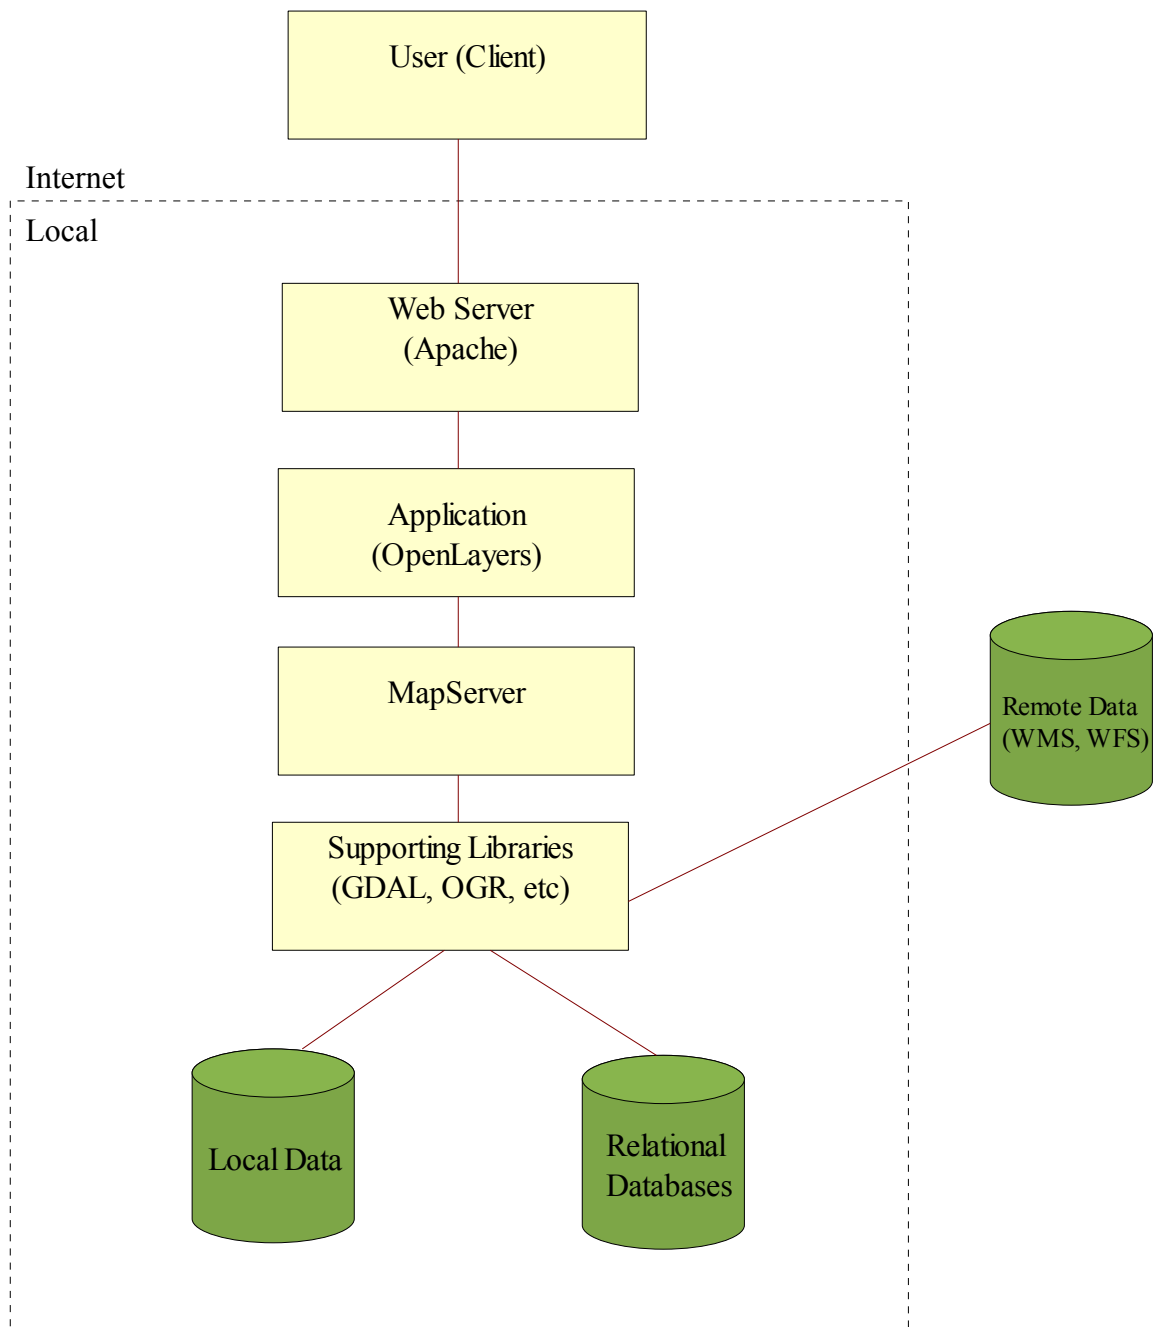 User (Client)
Internet
Local
Web Server
(Apache)
Application
(OpenLayers)
MapServer
Remote Data
(WMS, WFS)
Supporting Libraries
(GDAL, OGR, etc)
Local Data
Relational
Databases